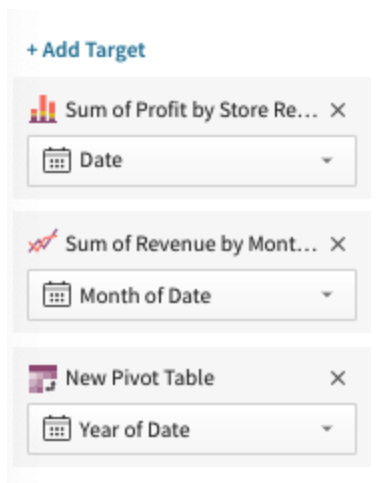 + Add Target
Sum of Profit by Store Re...
Date
Sum of Revenue by Mont...
Month of Date
New Pivot Table
Year of Date